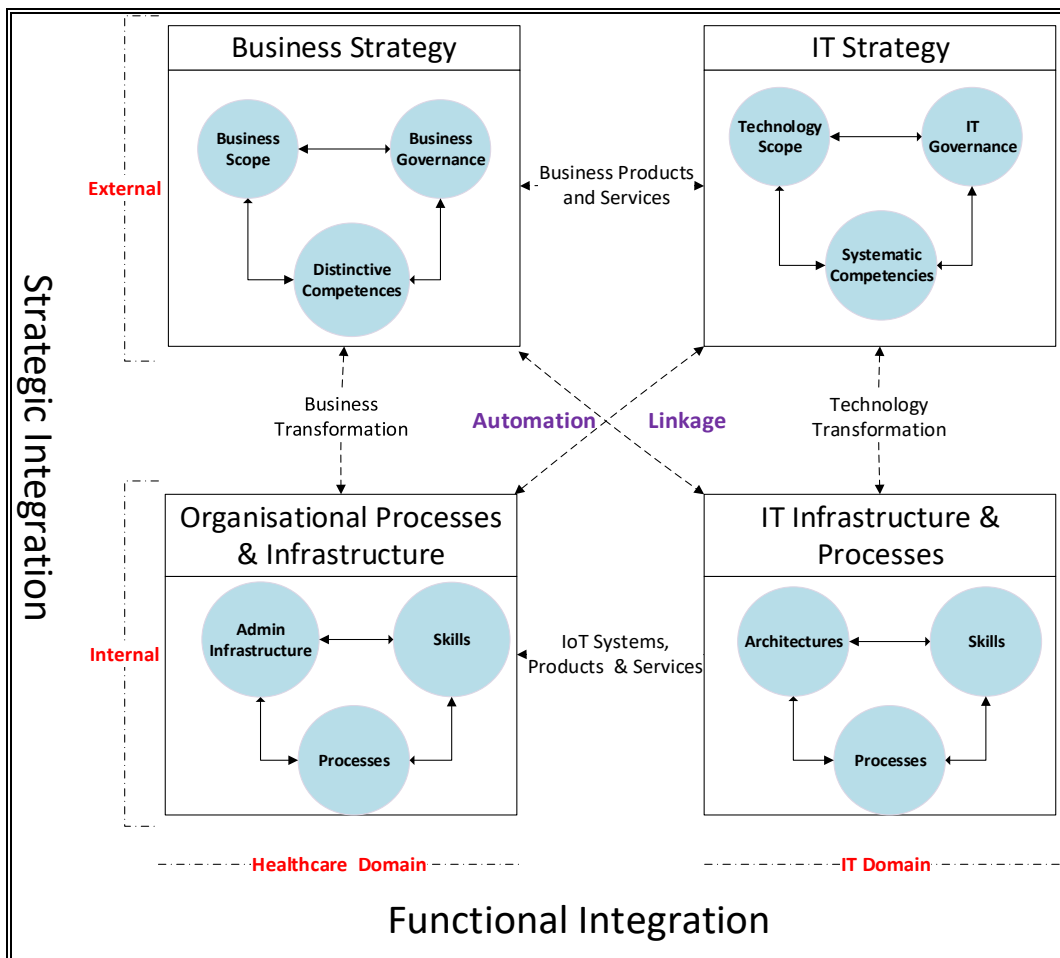 Business Strategy
IT Strategy
Business
Scope
Business
Governance
Distinctive
Competences
Technology
Scope
IT
Governance
Systematic
Competencies
External
Business Products
and Services
Strategic Integration
Business
Transformation
Automation
Linkage
Technology
Transformation
Organisational Processes
& Infrastructure
IT Infrastructure &
Processes
Admin
Infrastructure
Skills
Processes
Architectures
Skills
Processes
Internal
IoT Systems,
Products & Services
Healthcare Domain
IT Domain
Functional Integration